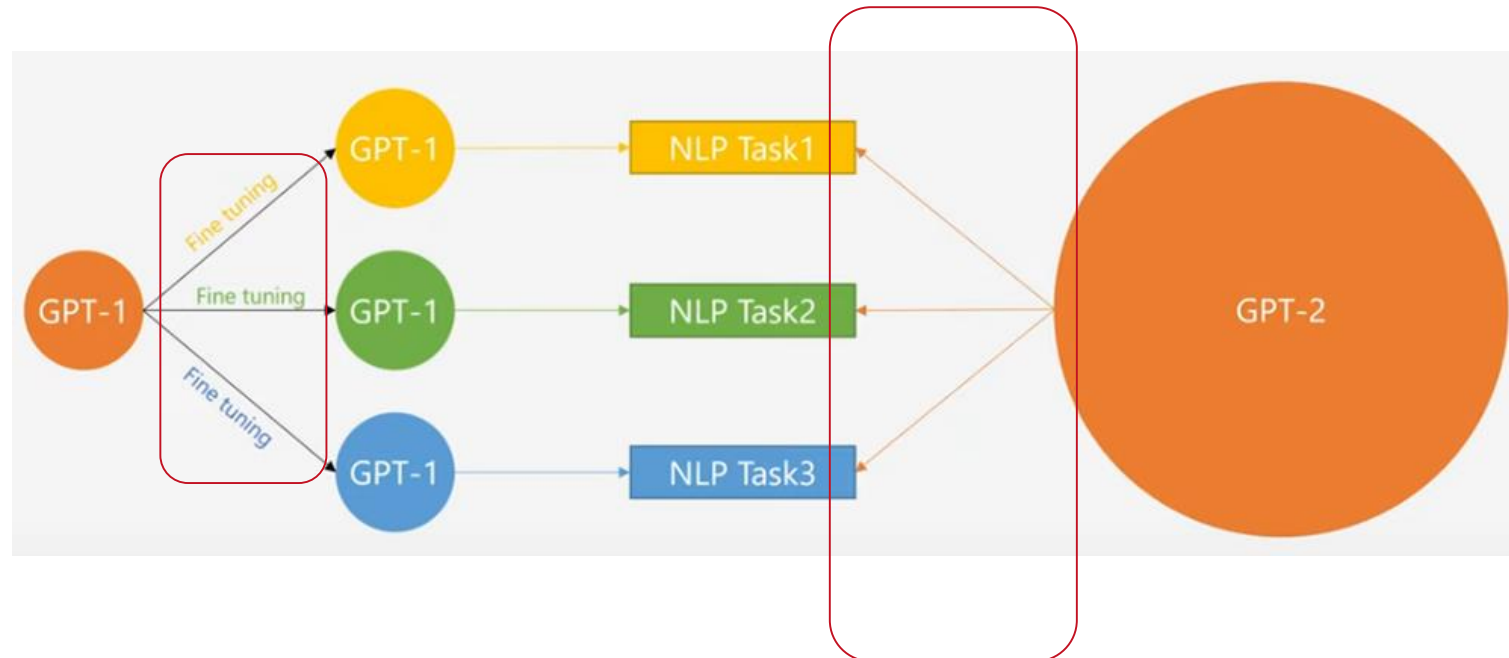 GPT-1
Fine tuning
Fine tuning
Fine tuning
GPT-1
GPT-1
GPT-1
NLP Task1
NLP Task2
NLP Task3
GPT-2